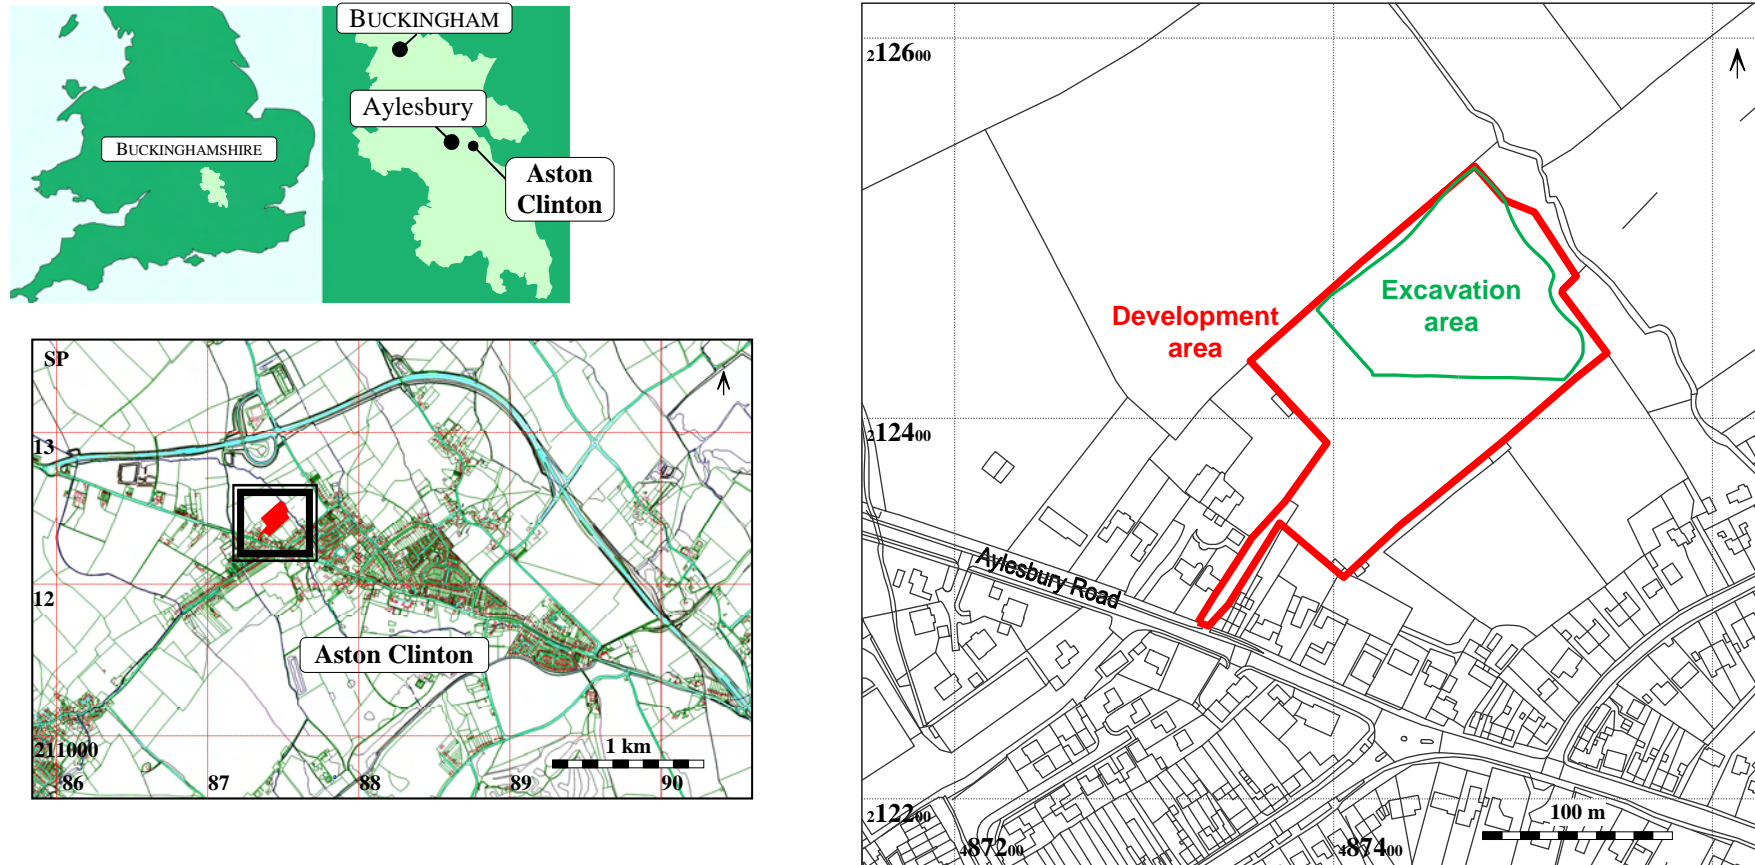 BUCKINGHAM
Aylesbury
BUCKINGHAMSHIRE
Aston
Clinton
SP
13
12
211000
86
87
88
89
90
Aston Clinton
1 km
212600
212400
212200
487200
487400
Development
area
Excavation
area
Aylesbury Road
100 m